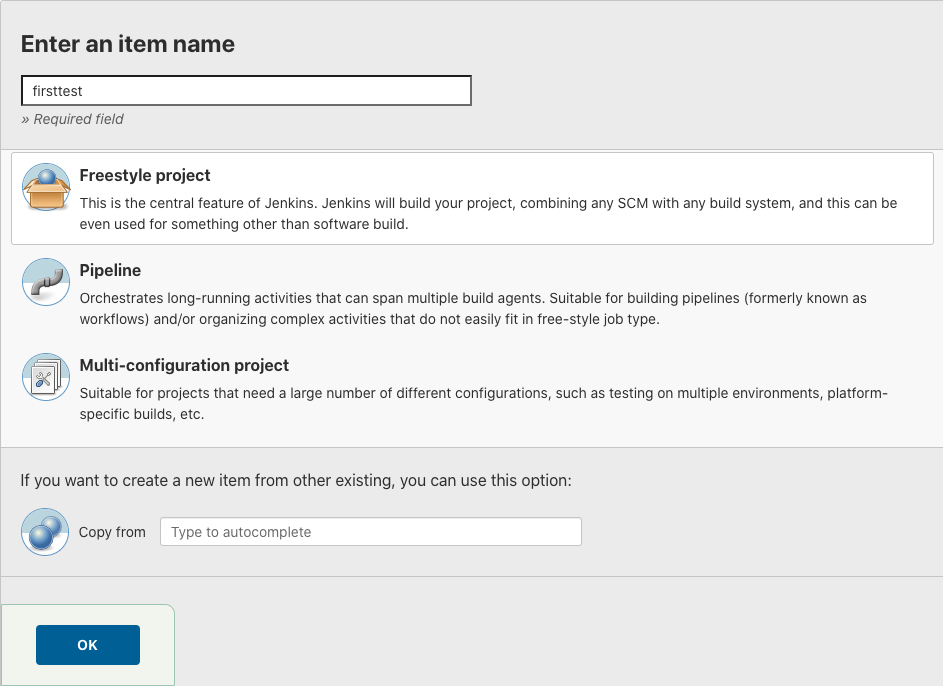 Enter an item name
firsttest
» Required field
Freestyle project
This is the central feature of Jenkins. Jenkins will build your project, combining any SCM with any build system, and this can be
even used for something other than software build.
Pipeline
Orchestrates long-running activities that can span multiple build agents. Suitable for building pipelines (formerly known as
workflows) and/or organizing complex activities that do not easily fit in free-style job type.
Multi-configuration project
Suitable for projects that need a large number of different configurations, such as testing on multiple environments, platform-
specific builds, etc.
If you want to create a new item from other existing, you can use this option:
Copy from
Type to autocomplete
OK